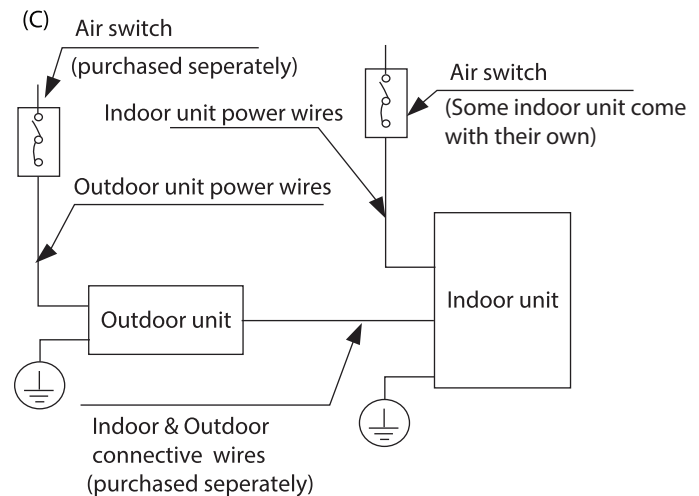 (C)
Air switch
(purchased seperately)
Air switch
(Some indoor unit come
with their own)
Indoor unit power wires
Outdoor unit power wires
Outdoor unit
Indoor unit
Indoor & Outdoor
connective wires
(purchased seperately)